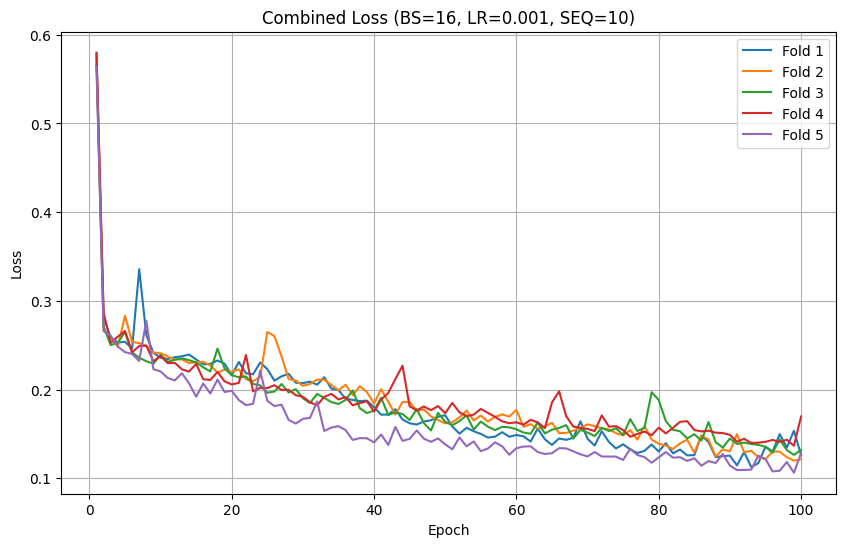 Combined Loss (BS=16, LR=0.001, SEQ=10)
Loss
0.6
0.5
0.4
0.3
0.2
0.1
Fold 1
Fold 2
Fold 3
Fold 4
Fold 5
0
20
40
60
80
100
Epoch